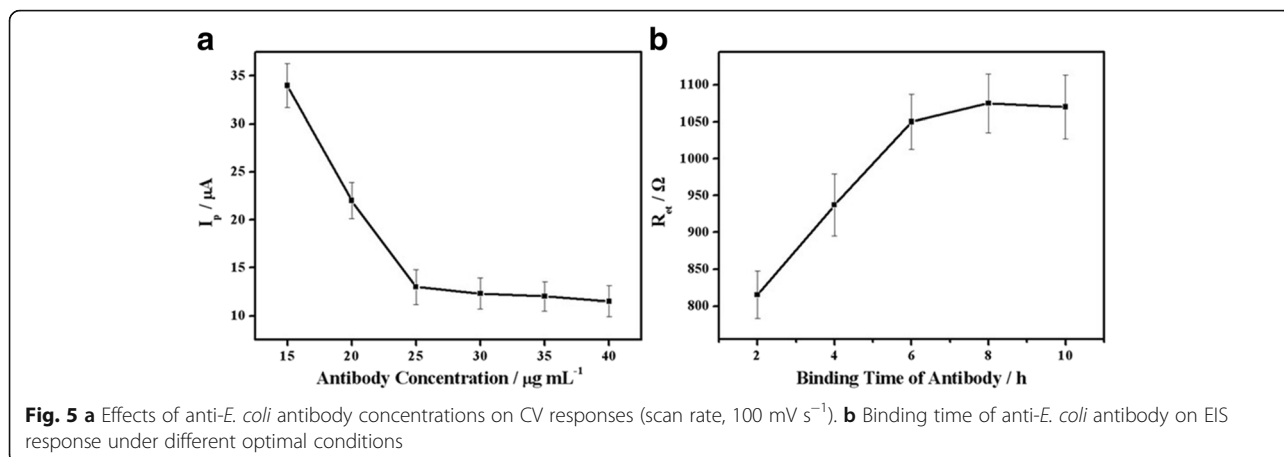 a
35
30
25
20
15
10
I_p / μA
15 20 25 30 35 40
Antibody Concentration / μg mL⁻¹
b
1100
1050
1000
950
900
850
800
R_et / Ω
2 4 6 8 10
Binding Time of Antibody / h
Fig. 5 a Effects of anti-E. coli antibody concentrations on CV responses (scan rate, 100 mV s⁻¹). b Binding time of anti-E. coli antibody on EIS
response under different optimal conditions